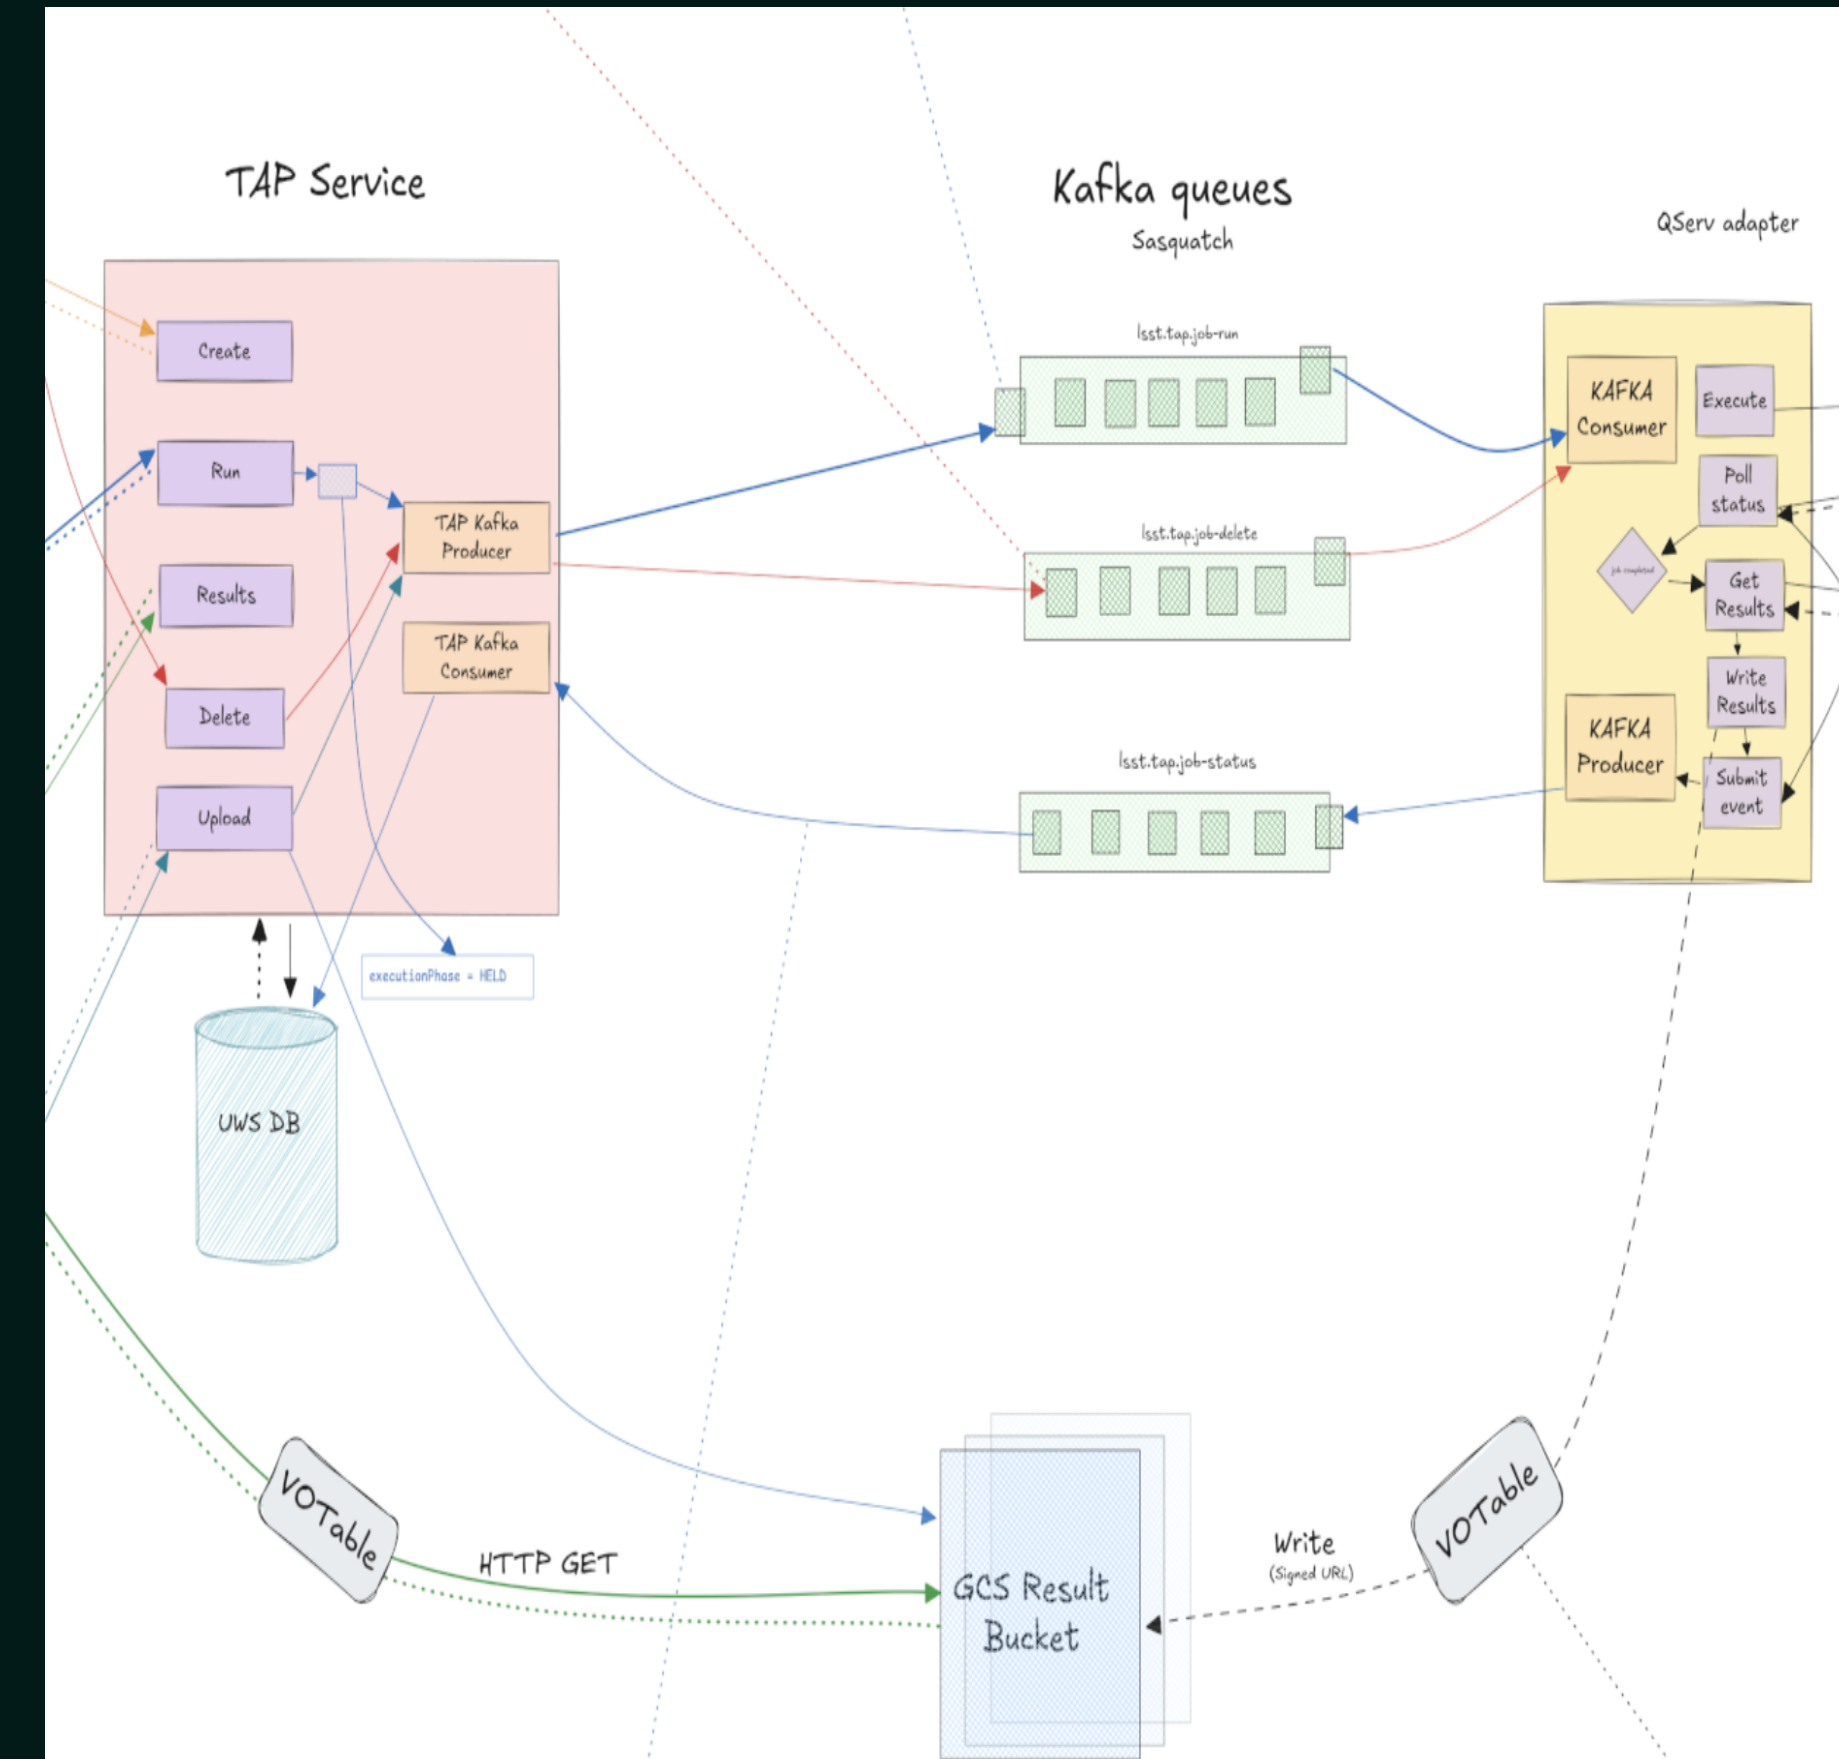 TAP Service
Create
Run
Results
Delete
Upload
TAP Kafka
Producer
TAP Kafka
Consumer
executionPhase = HELD
UWS DB
Kafka queues
Sasquatch
lsst.tap.job-run
lsst.tap.job-delete
lsst.tap.job-status
QServ adapter
KAFKA
Consumer
Execute
Poll
status
job completed
Get
Results
Write
Results
KAFKA
Producer
Submit
event
VOTable
HTTP GET
GCS Result
Bucket
Write
(Signed URL)
VOTable